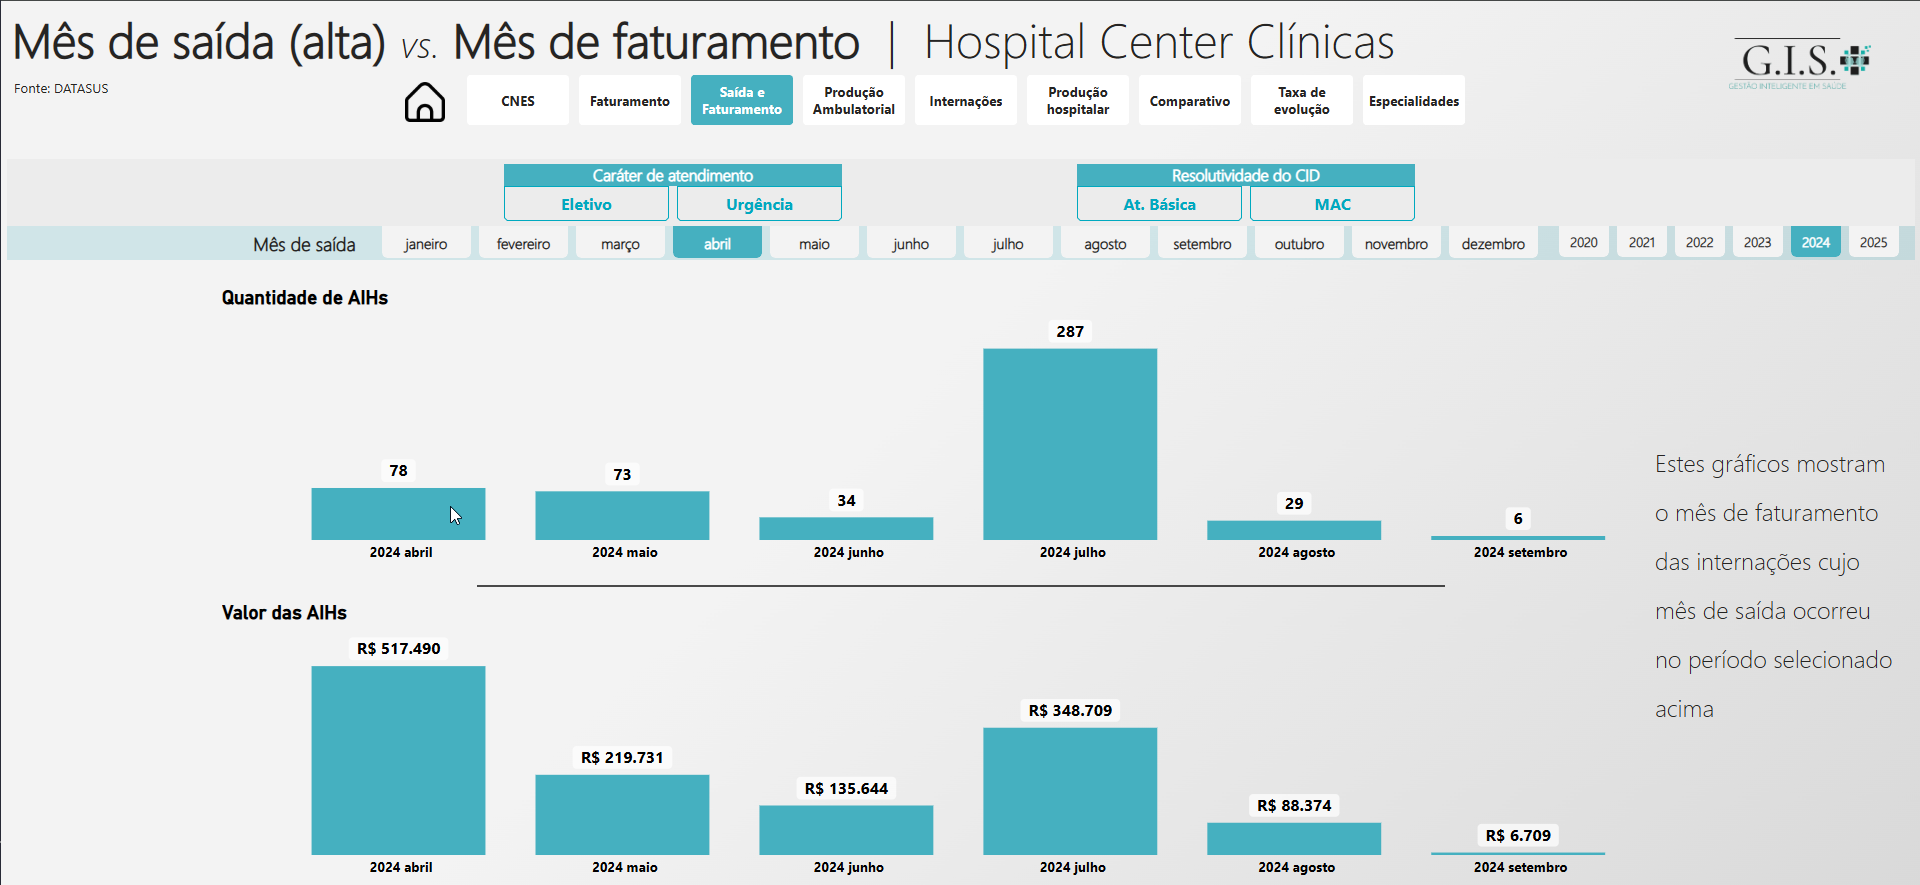 Mês de saída (alta) vs. Mês de faturamento | Hospital Center Clínicas
G.I.S.
GESTÃO INTELIGENTE EM SAÚDE
Fonte: DATASUS
CNES
Faturamento
Saída e
Faturamento
Produção
Ambulatorial
Internações
Produção
hospitalar
Comparativo
Taxa de
evolução
Especialidades
Caráter de atendimento
Eletivo
Urgência
Resolutividade do CID
At. Básica
MAC
Mês de saída
janeiro
fevereiro
março
abril
maio
junho
julho
agosto
setembro
outubro
novembro
dezembro
2020
2021
2022
2023
2024
2025
Quantidade de AIHs
78
73
34
287
29
6
2024 abril
2024 maio
2024 junho
2024 julho
2024 agosto
2024 setembro
Valor das AIHs
R$ 517.490
R$ 219.731
R$ 135.644
R$ 348.709
R$ 88.374
R$ 6.709
2024 abril
2024 maio
2024 junho
2024 julho
2024 agosto
2024 setembro
Estes gráficos mostram
o mês de faturamento
das internações cujo
mês de saída ocorreu
no período selecionado
acima